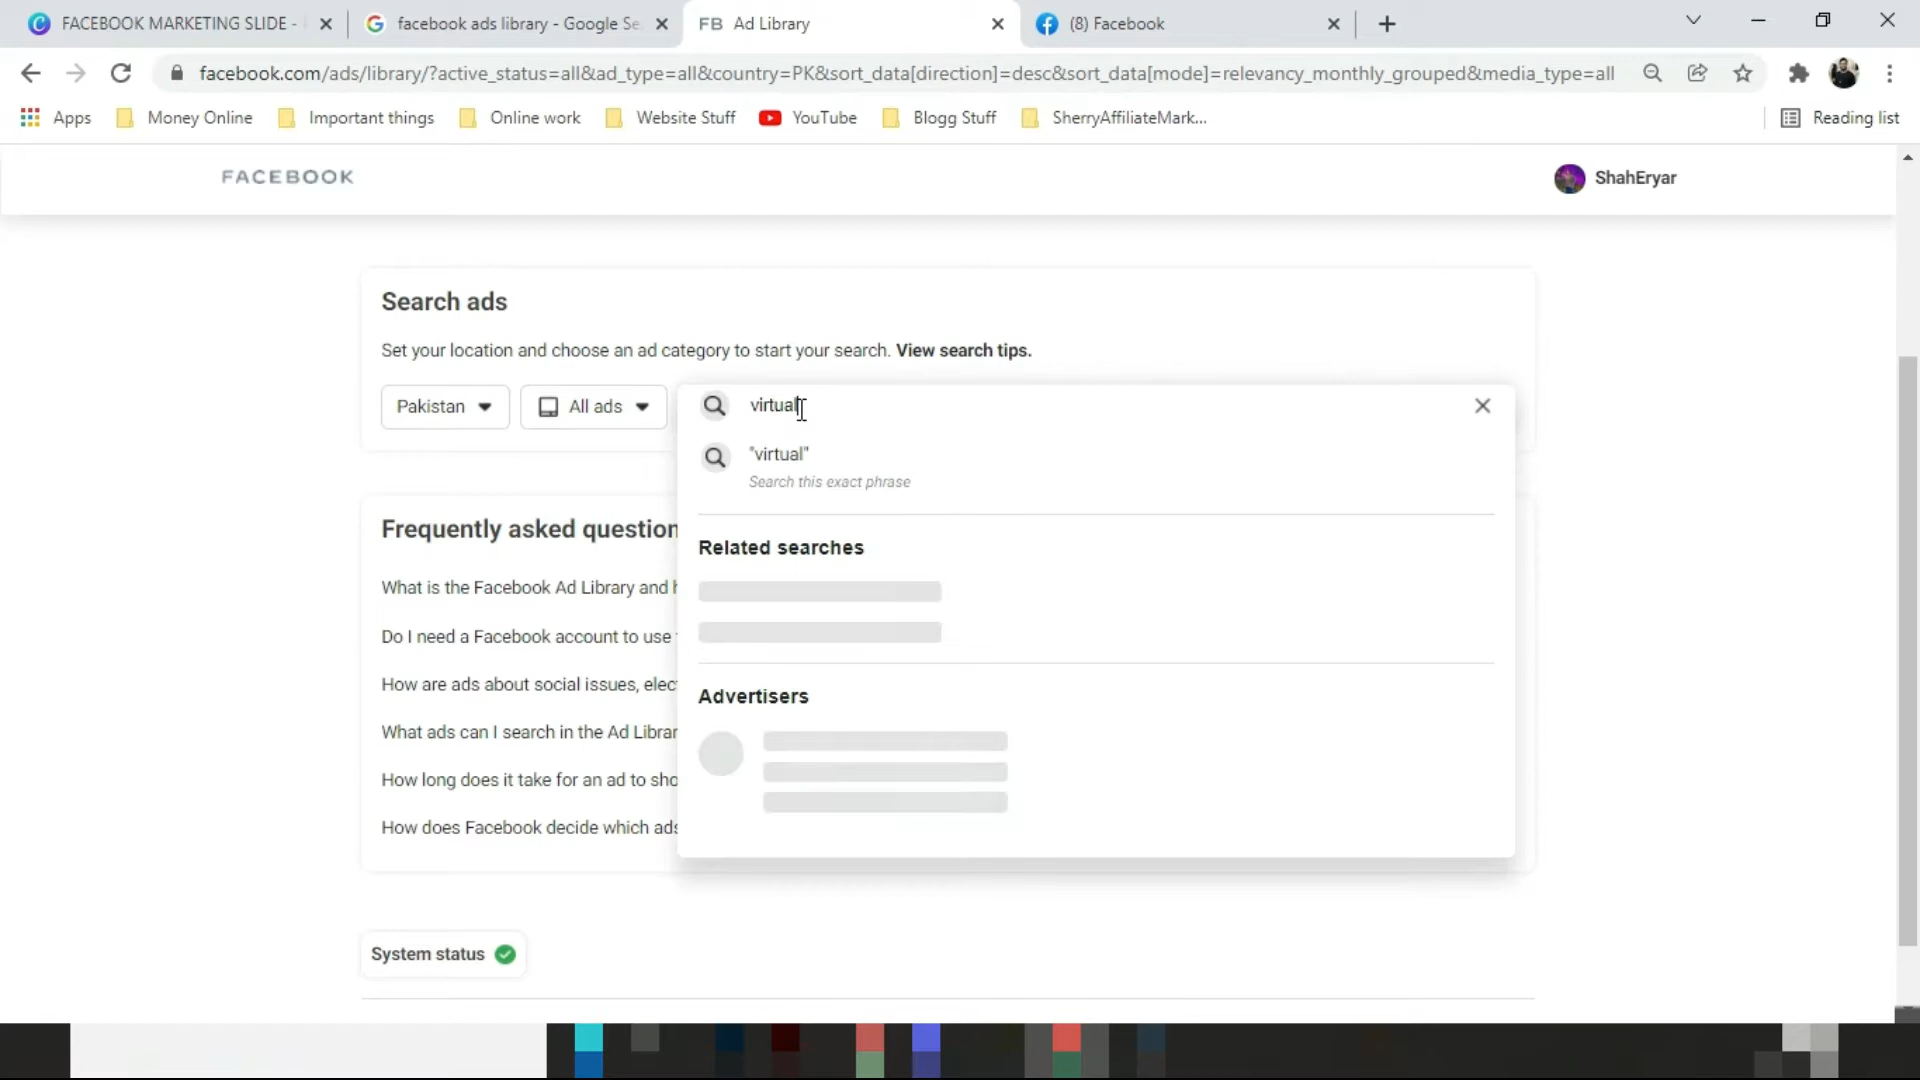 FACEBOOK MARKETING SLIDE -
facebook ads library - Google Se
FB Ad Library
(8) Facebook
facebook.com/ads/library/?active_status=all&ad_type=all&country=PK&sort_data[direction]=desc&sort_data[mode]=relevancy_monthly_grouped&media_type=all
Apps
Money Online
Important things
Online work
Website Stuff
YouTube
Blogg Stuff
SherryAffiliateMark...
Reading list
FACEBOOK
ShahEryar
Search ads
Set your location and choose an ad category to start your search. View search tips.
Pakistan
All ads
virtual
"virtual"
Search this exact phrase
Related searches
Advertisers
Frequently asked question
What is the Facebook Ad Library and h
Do I need a Facebook account to use
How are ads about social issues, elec
What ads can I search in the Ad Librar
How long does it take for an ad to sho
How does Facebook decide which ads
System status